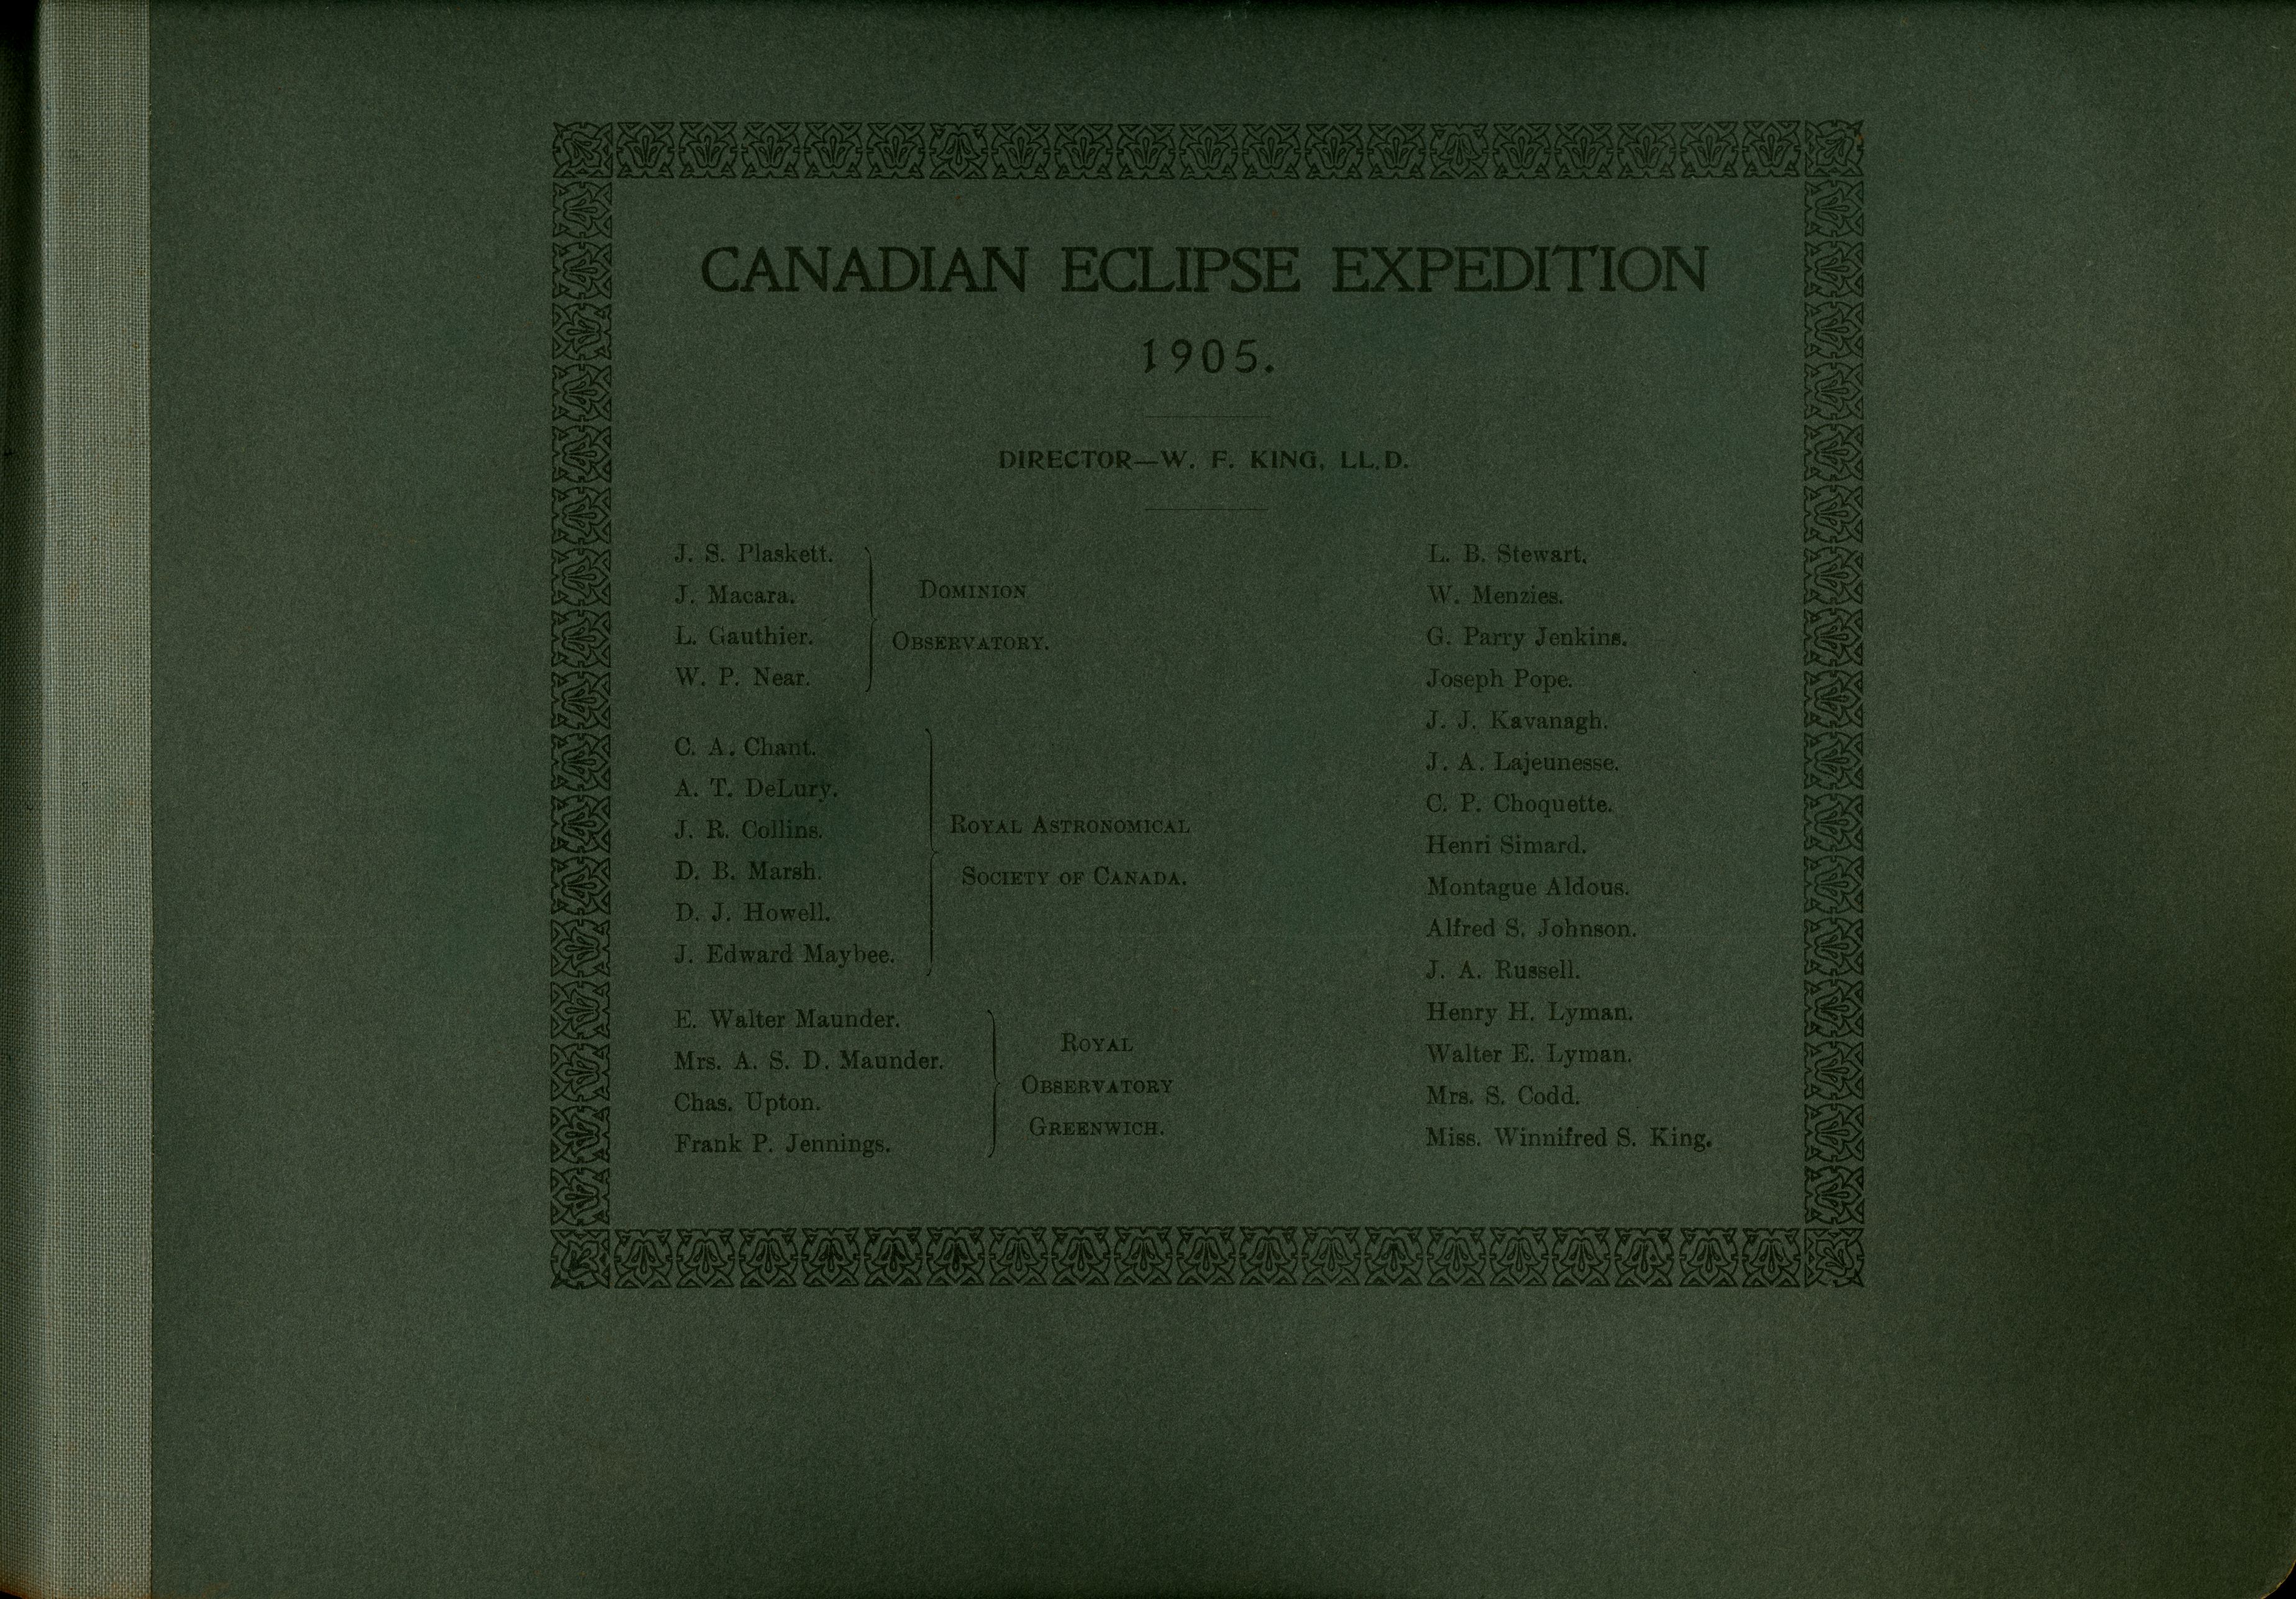 CANADIAN ECLIPSE EXPEDITION
1905.
DIRECTOR—W. F. KING, LL.D.
J. S. Plaskett.
J. Macara.
L. Gauthier.
W. P. Near.
DOMINION
OBSERVATORY.
C. A. Chant.
A. T. DeLury.
J. R. Collins.
D. B. Marsh.
D. J. Howell.
J. Edward Maybee.
ROYAL ASTRONOMICAL
SOCIETY OF CANADA.
E. Walter Maunder.
Mrs. A. S. D. Maunder.
Chas. Upton.
Frank P. Jennings.
ROYAL
OBSERVATORY
GREENWICH.
L. B. Stewart.
W. Menzies.
G. Parry Jenkins.
Joseph Pope.
J. J. Kavanagh.
J. A. Lajeunesse.
C. P. Choquette.
Henri Simard.
Montague Aldous.
Alfred S. Johnson.
J. A. Russell.
Henry H. Lyman.
Walter E. Lyman.
Mrs. S. Codd.
Miss. Winnifred S. King.